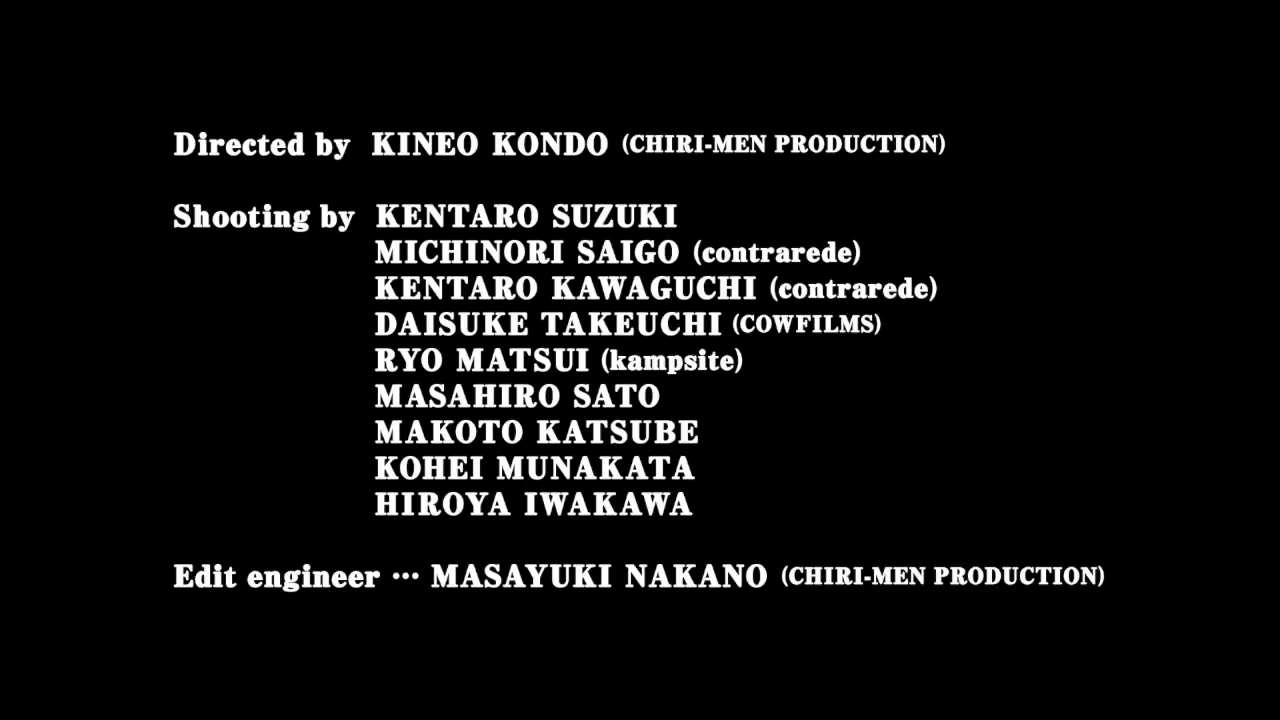 Directed by KINEO KONDO (CHIRI-MEN PRODUCTION)
Shooting by KENTARO SUZUKI
MICHINORI SAIGO (contrarede)
KENTARO KAWAGUCHI (contrarede)
DAISUKE TAKEUCHI (COWFILMS)
RYO MATSUI (kampsite)
MASAHIRO SATO
MAKOTO KATSUBE
KOHEI MUNAKATA
HIROYA IWAKAWA
Edit engineer ··· MASAYUKI NAKANO (CHIRI-MEN PRODUCTION)